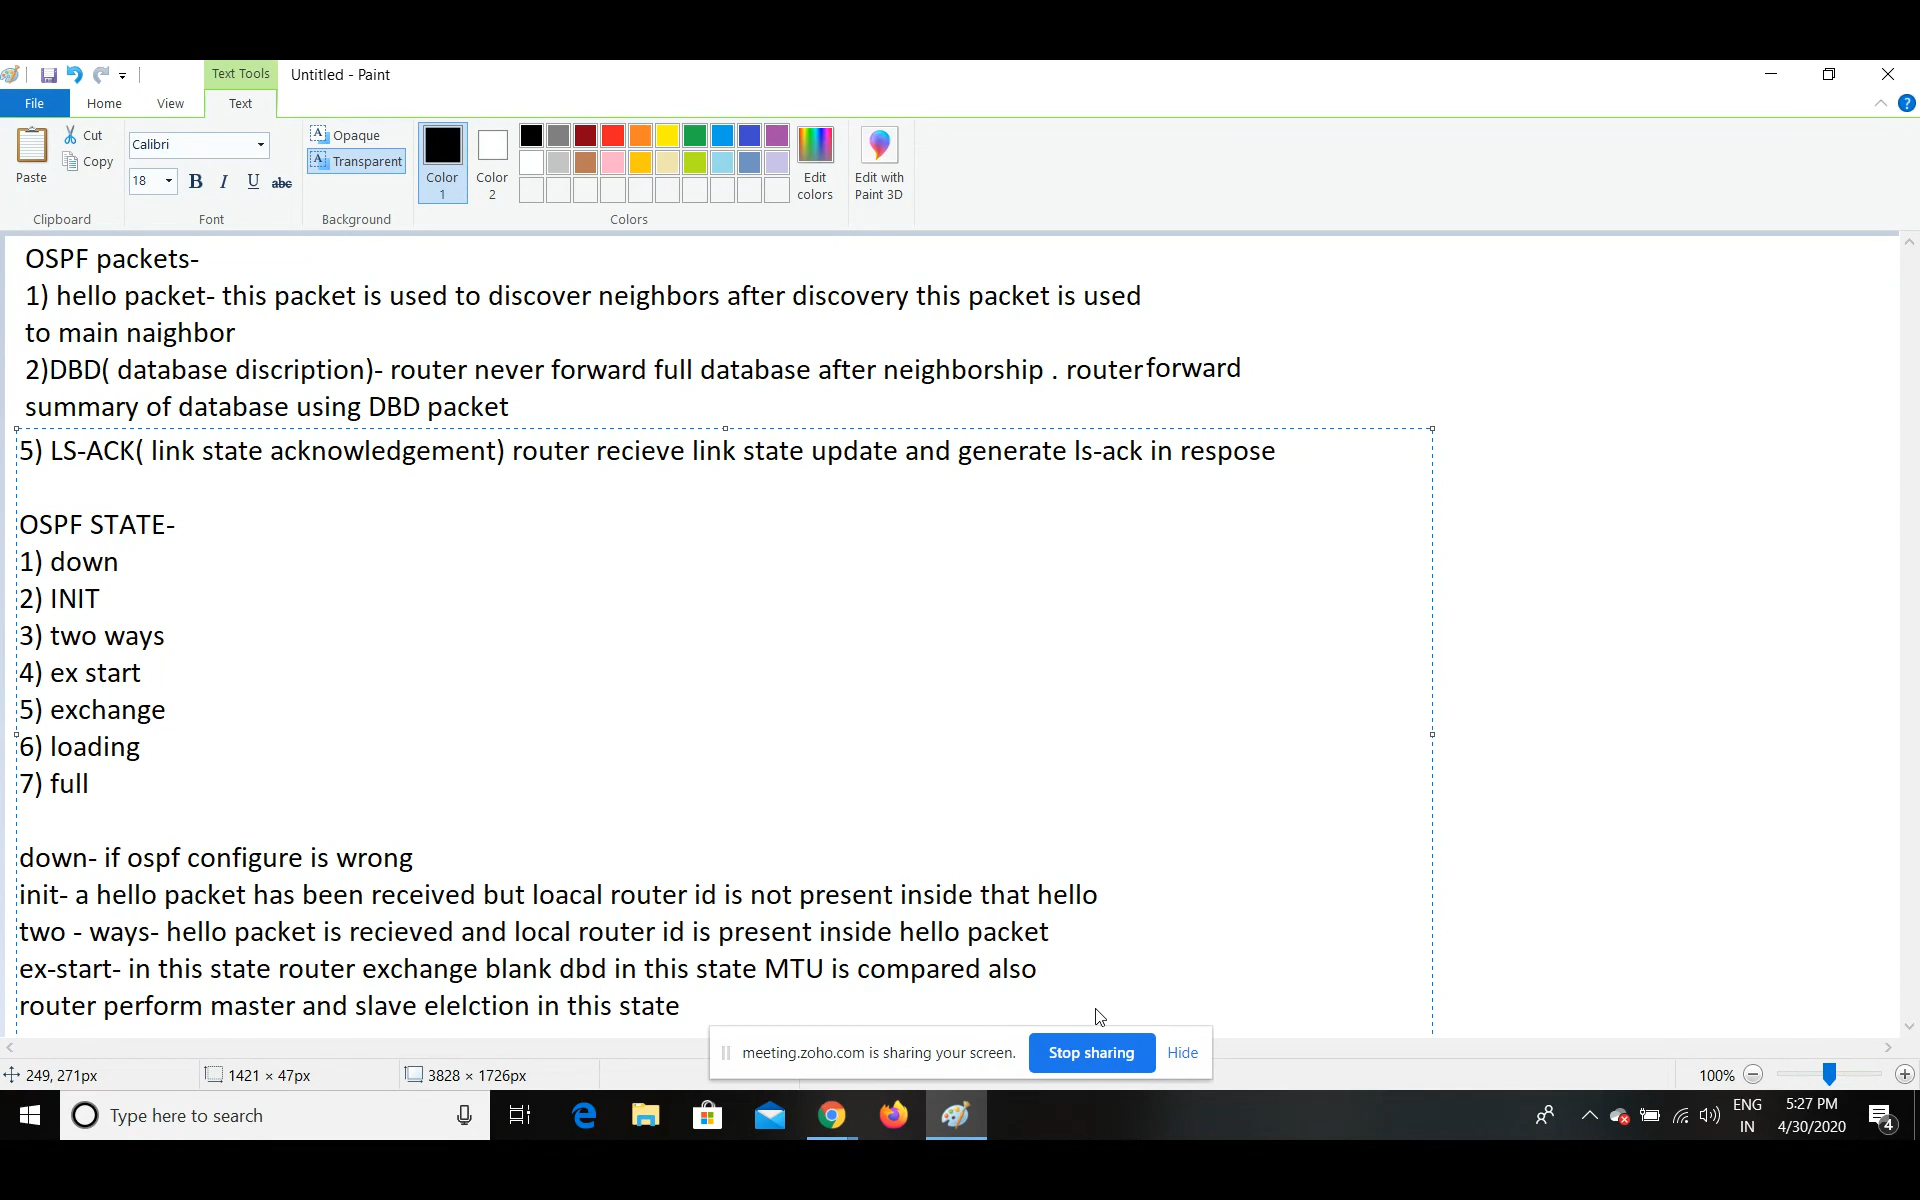 Text Tools
Untitled - Paint
File
Home
View
Text
Paste
Cut
Copy
Clipboard
Calibri
18
B I U abc
Font
Opaque
Transparent
Background
Color 1
Color 2
Edit colors
Colors
Edit with Paint 3D
OSPF packets-
1) hello packet- this packet is used to discover neighbors after discovery this packet is used
to main naighbor
2)DBD( database discription)- router never forward full database after neighborship . router forward
summary of database using DBD packet
5) LS-ACK( link state acknowledgement) router recieve link state update and generate ls-ack in respose
OSPF STATE-
1) down
2) INIT
3) two ways
4) ex start
5) exchange
6) loading
7) full
down- if ospf configure is wrong
init- a hello packet has been received but loacal router id is not present inside that hello
two - ways- hello packet is recieved and local router id is present inside hello packet
ex-start- in this state router exchange blank dbd in this state MTU is compared also
router perform master and slave elelction in this state
meeting.zoho.com is sharing your screen.
Stop sharing
Hide
249, 271px
1421 × 47px
3828 × 1726px
100%
Type here to search
ENG
IN
5:27 PM
4/30/2020
4